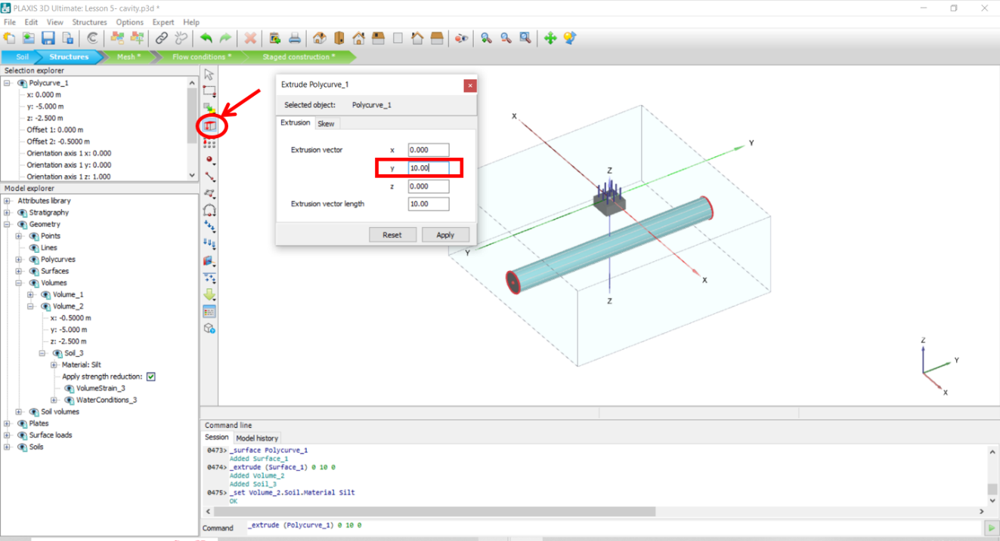 PLAXIS 3D Ultimate: Lesson 5- cavity.p3d *
File Edit View Structures Options Expert Help
Soil Structures Mesh * Flow conditions * Staged construction *
Selection explorer
Polycurve_1
x: 0.000 m
y: -5.000 m
z: -2.500 m
Offset 1: 0.000 m
Offset 2: -0.5000 m
Orientation axis 1 x: 0.000
Orientation axis 1 y: 0.000
Orientation axis 1 z: 1.000
Model explorer
Attributes library
Stratigraphy
Geometry
Points
Lines
Polycurves
Surfaces
Volumes
Volume_1
Volume_2
x: -0.5000 m
y: -5.000 m
z: -2.500 m
Soil_3
Material: Silt
Apply strength reduction:
VolumeStrain_3
WaterConditions_3
Soil volumes
Plates
Surface loads
Soils
Extrude Polycurve_1
Selected object: Polycurve_1
Extrusion Skew
Extrusion vector x 0.000
y 10.00
z 0.000
Extrusion vector length 10.00
Reset Apply
X
Y
Z
Y
X
Z
Z
Y
X
Command line
Session Model history
0473> _surface Polycurve_1
Added Surface_1
0474> _extrude (Surface_1) 0 10 0
Added Volume_2
Added Soil_3
0475> _set Volume_2.Soil.Material Silt
OK
Command _extrude (Polycurve_1) 0 10 0